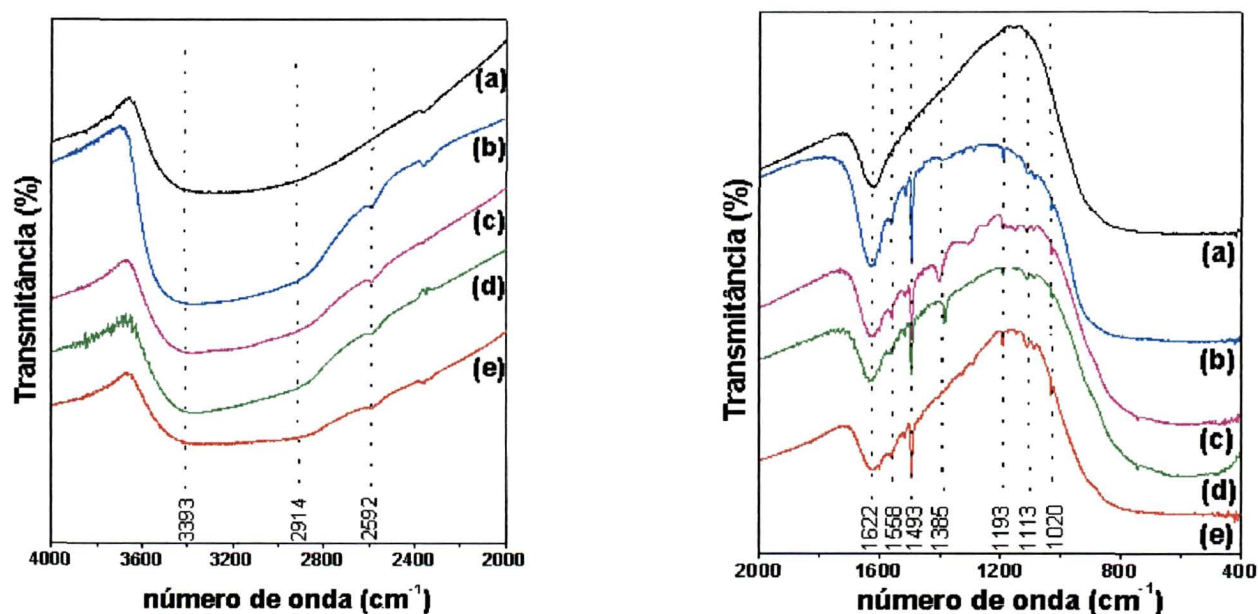 Transmitância (%)
(a)
(b)
(c)
(d)
(e)
3393
2914
2592
4000 3600 3200 2800 2400 2000
número de onda (cm⁻¹)
Transmitância (%)
(a)
(b)
(c)
(d)
(e)
1622
1558
1493
1385
1193
1113
1020
2000 1600 1200 800 400
número de onda (cm⁻¹)